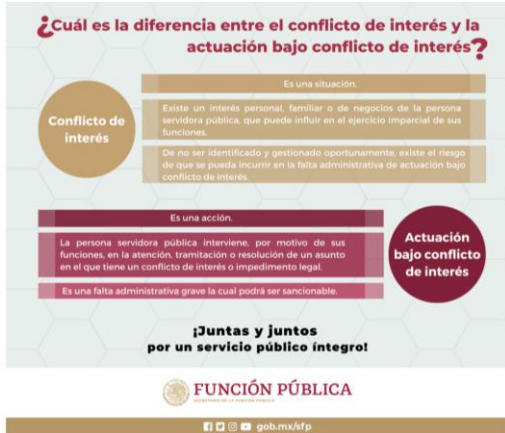 ¿Cuál es la diferencia entre el conflicto de interés y la
actuación bajo conflicto de interés?
Conflicto de
interés
Es una situación.
Existe un interés personal, familiar o de negocios de la persona
servidora pública, que puede influir en el ejercicio imparcial de sus
funciones.
De no ser identificado y gestionado oportunamente, existe el riesgo
de que se pueda incurrir en la falta administrativa de actuación bajo
conflicto de interés.
Es una acción.
La persona servidora pública interviene, por motivo de sus
funciones, en la atención, tramitación o resolución de un asunto
en el que tiene un conflicto de interés o impedimento legal.
Es una falta administrativa grave la cual podrá ser sancionable.
Actuación
bajo conflicto
de interés
¡Juntas y juntos
por un servicio público íntegro!
FUNCIÓN PÚBLICA
SECRETARÍA DE LA FUNCIÓN PÚBLICA
gob.mx/sfp